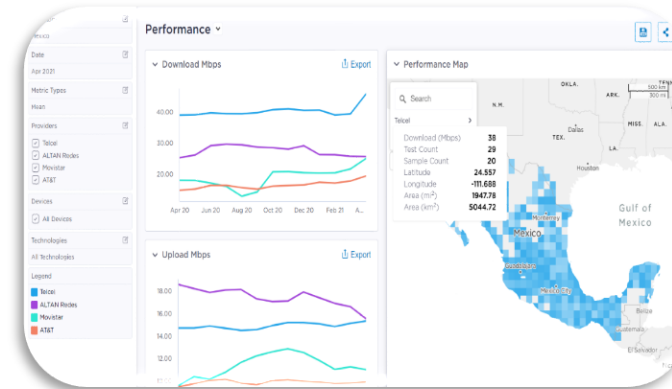 Mexico
Date
Apr 2021
Metric Types
Mean
Providers
Telcel
ALTAN Redes
Movistar
AT&T
Devices
All Devices
Technologies
All Technologies
Legend
Telcel
ALTAN Redes
Movistar
AT&T
Performance
Download Mbps
Export
40.00
30.00
20.00
Apr 20 Jun 20 Aug 20 Oct 20 Dec 20 Feb 21 A...
Upload Mbps
Export
18.00
16.00
14.00
12.00
Performance Map
Search
Telcel
Download (Mbps) 38
Test Count 29
Sample Count 20
Latitude 24.557
Longitude -111.688
Area (mi²) 1947.78
Area (km²) 5044.72
500 km
300 mi
OKLA.
ARK.
N.M.
TEX.
Dallas
MISS.
ALA.
LA.
Houston
Gulf of
Mexico
Monterrey
Mexico
Guadalajara
Mexico City
Belize
Guatemala
El Salvador